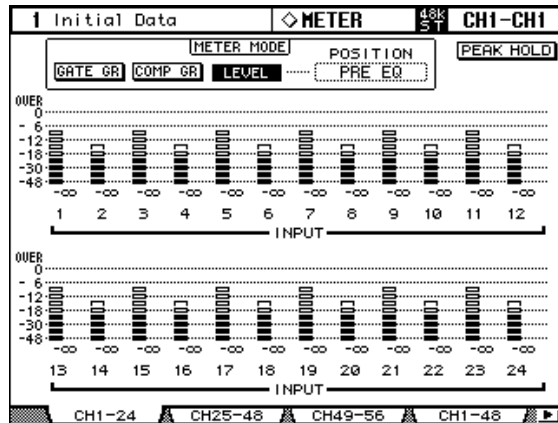 1 Initial Data ◇METER 48k ST CH1-CH1
METER MODE POSITION PEAK HOLD
GATE GR COMP GR LEVEL PRE EQ
OVER
0
- 6
-12
-18
-30
-48
-∞ -∞ -∞ -∞ -∞ -∞ -∞ -∞ -∞ -∞ -∞ -∞
1 2 3 4 5 6 7 8 9 10 11 12
INPUT
OVER
0
- 6
-12
-18
-30
-48
-∞ -∞ -∞ -∞ -∞ -∞ -∞ -∞ -∞ -∞ -∞ -∞
13 14 15 16 17 18 19 20 21 22 23 24
INPUT
CH1-24 CH25-48 CH49-56 CH1-48